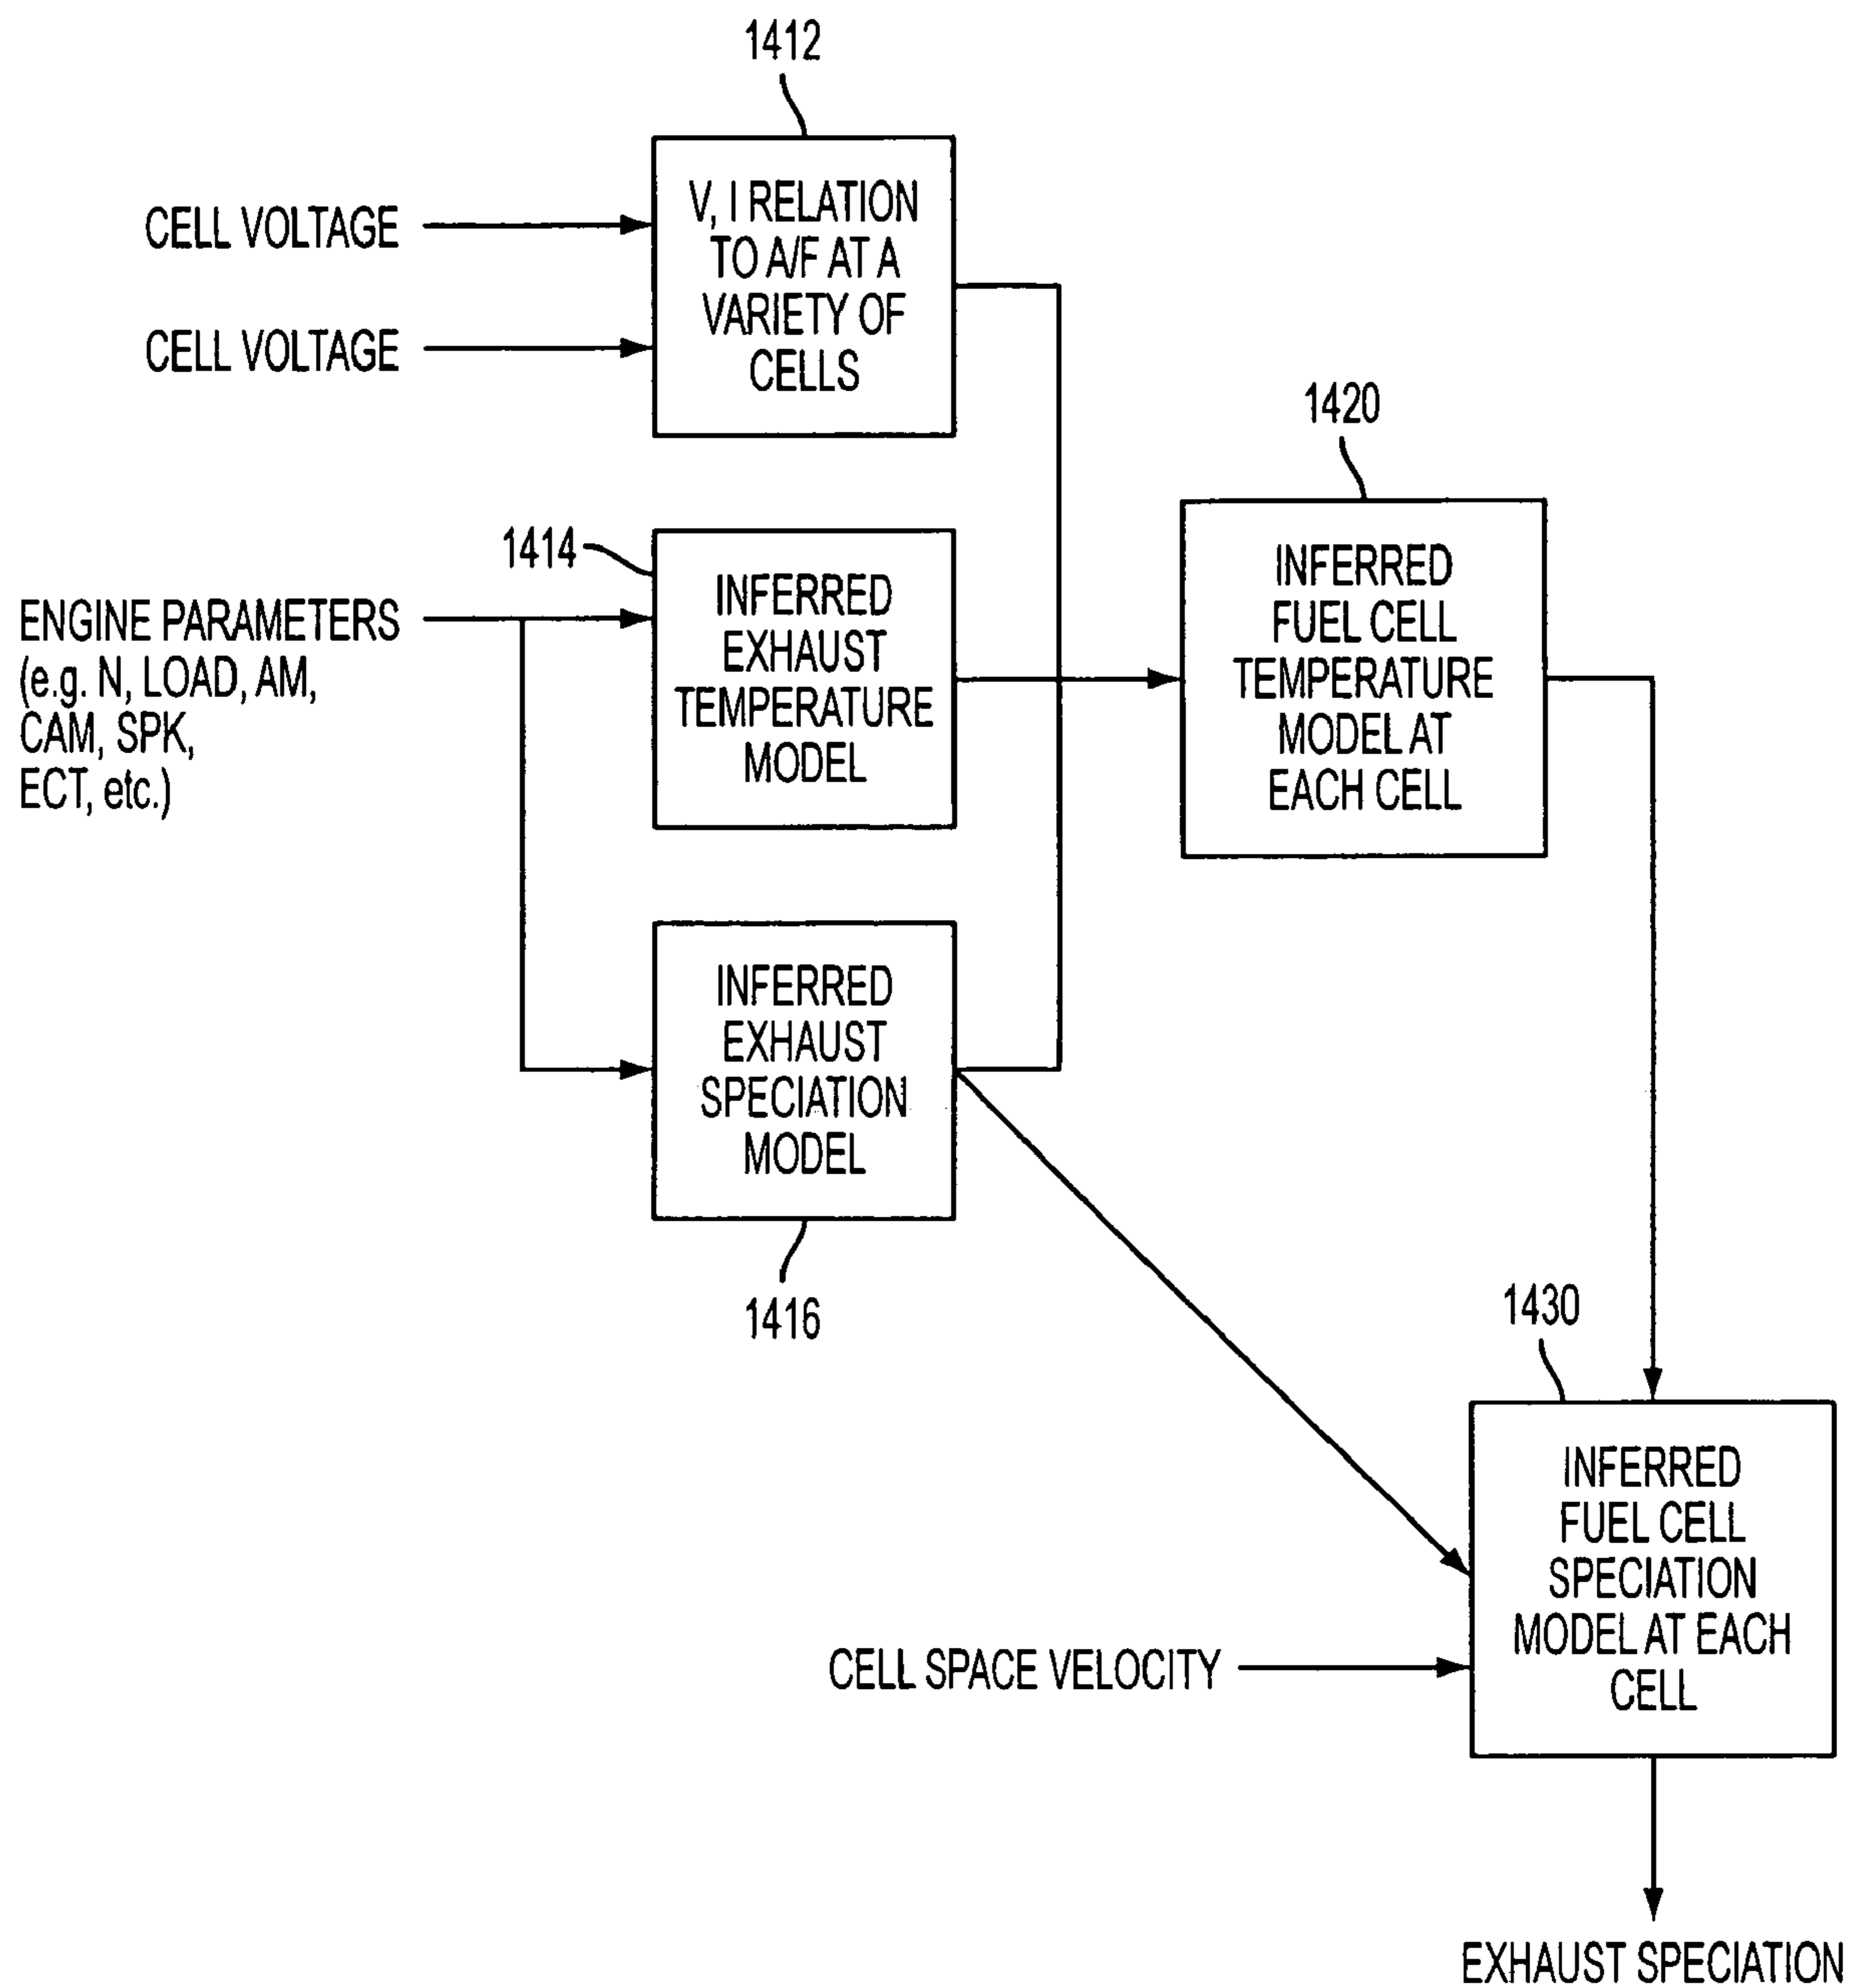 1412
V, I RELATION
TO A/F AT A
VARIETY OF
CELLS
CELL VOLTAGE
CELL VOLTAGE
1420
INFERRED
FUEL CELL
TEMPERATURE
MODEL AT
EACH CELL
1414
INFERRED
EXHAUST
TEMPERATURE
MODEL
ENGINE PARAMETERS
(e.g. N, LOAD, AM,
CAM, SPK,
ECT, etc.)
INFERRED
EXHAUST
SPECIATION
MODEL
1416
1430
INFERRED
FUEL CELL
SPECIATION
MODEL AT EACH
CELL
CELL SPACE VELOCITY
EXHAUST SPECIATION